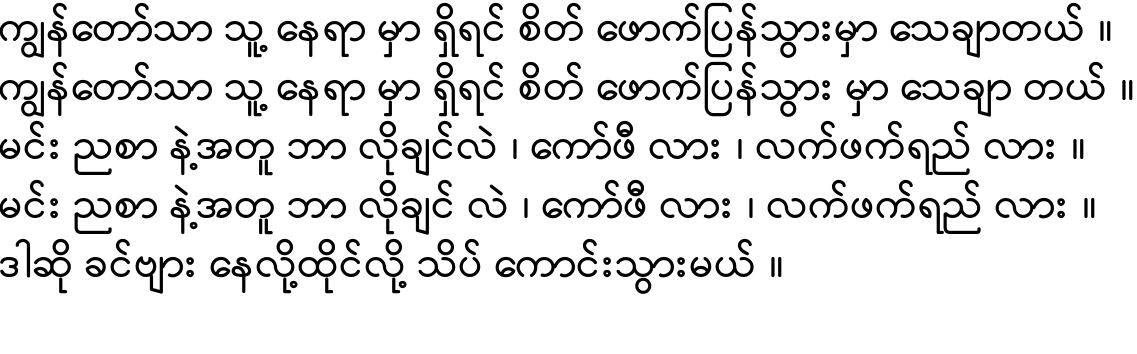 ကျွန်တော်သာ သူ့ နေရာ မှာ ရှိရင် စိတ် ဖောက်ပြန်သွားမှာ သေချာတယ် ။
ကျွန်တော်သာ သူ့ နေရာ မှာ ရှိရင် စိတ် ဖောက်ပြန်သွား မှာ သေချာ တယ် ။
မင်း ညစာ နဲ့အတူ ဘာ လိုချင်လဲ ၊ ကော်ဖီ လား ၊ လက်ဖက်ရည် လား ။
မင်း ညစာ နဲ့အတူ ဘာ လိုချင် လဲ ၊ ကော်ဖီ လား ၊ လက်ဖက်ရည် လား ။
ဒါဆို ခင်ဗျား နေလို့ထိုင်လို့ သိပ် ကောင်းသွားမယ် ။